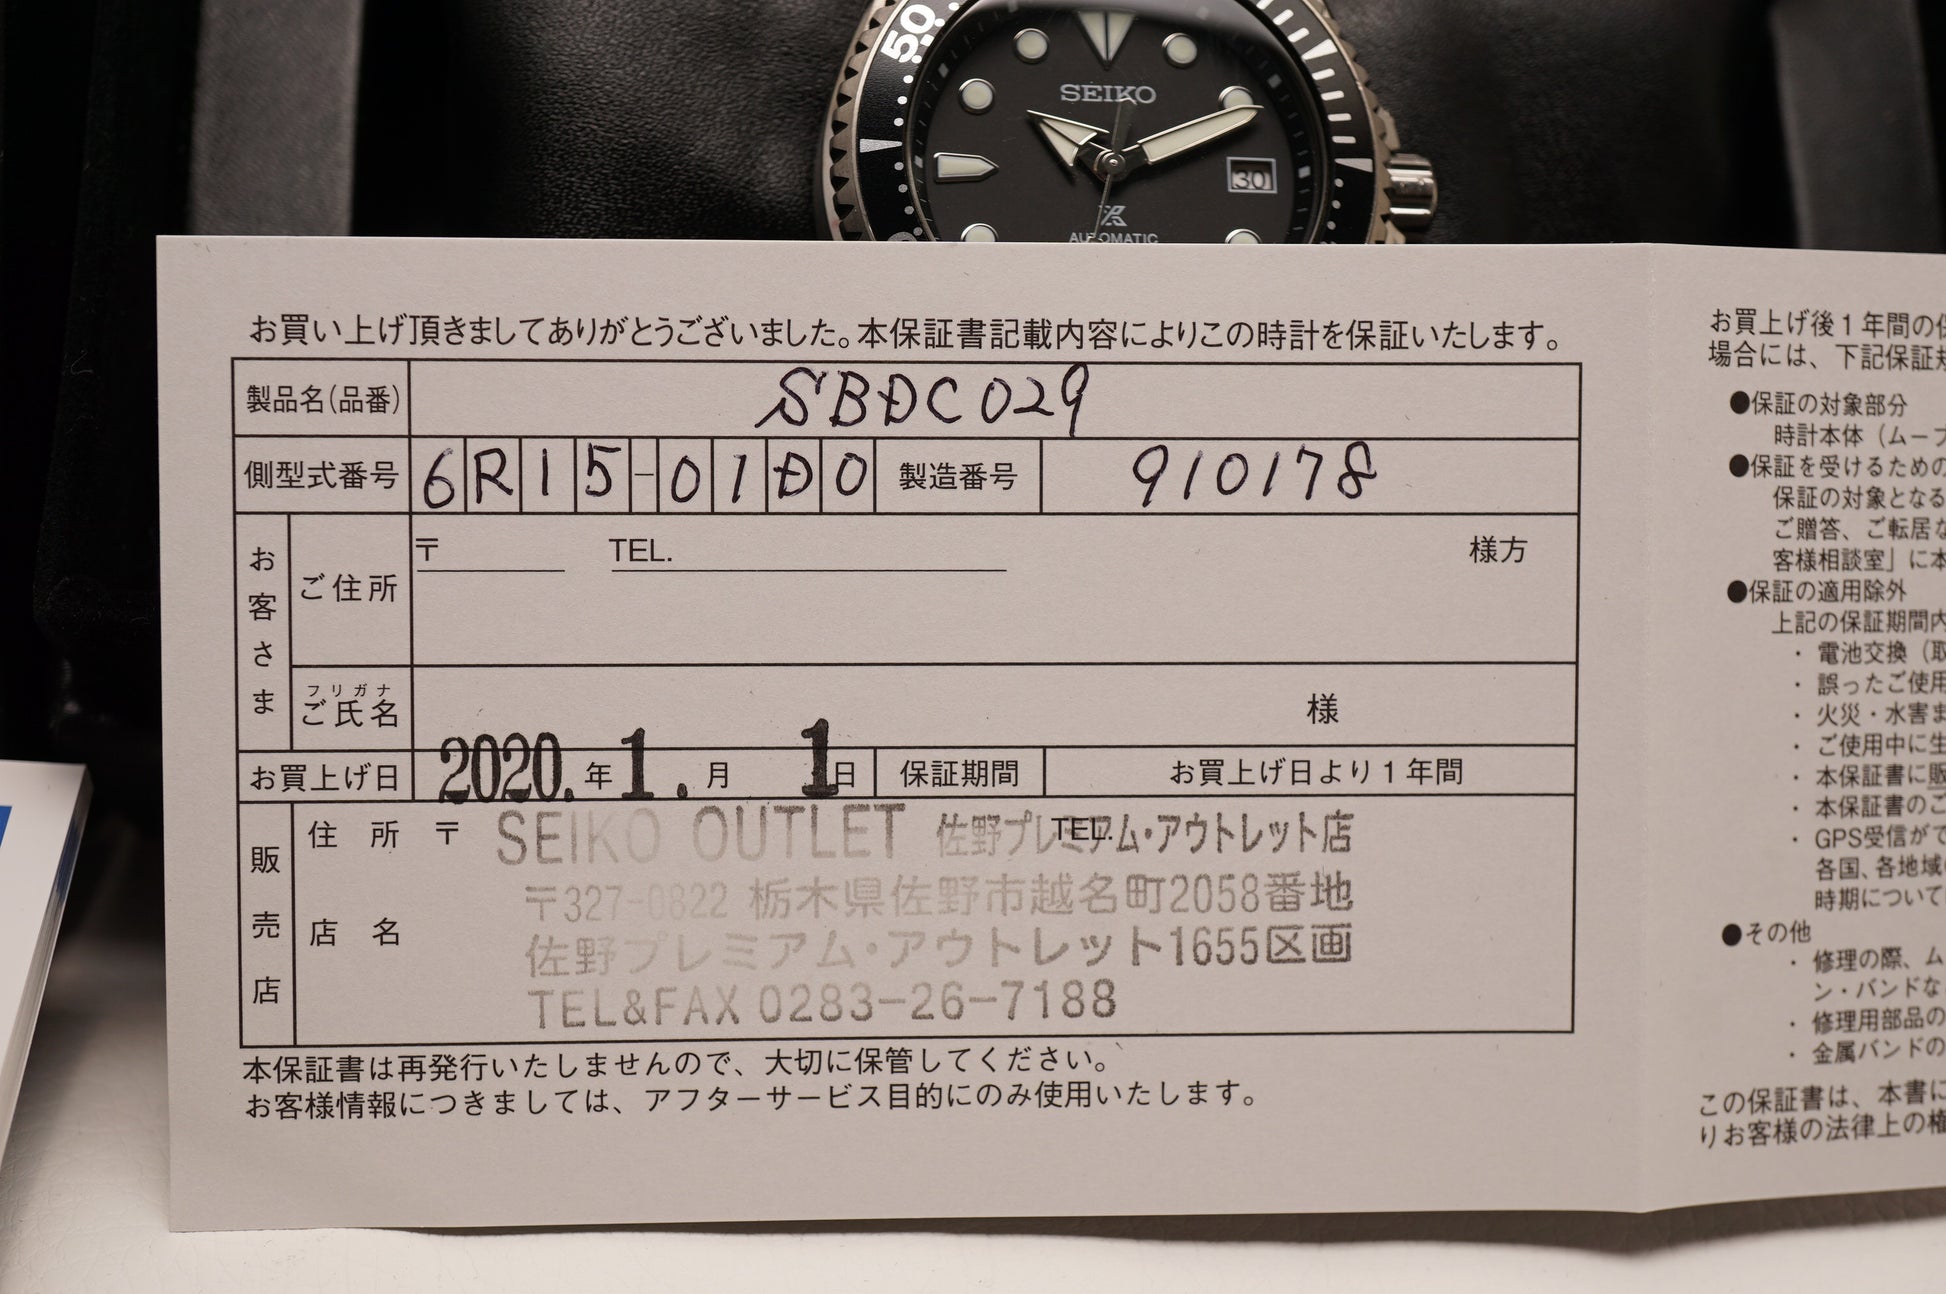 50
SEIKO
30
AUTOMATIC
お買い上げ頂きましてありがとうございました。本保証書記載内容によりこの時計を保証いたします。
製品名(品番) SBDC029
側型式番号 6R15-01D0 製造番号 910178
お客さま
ご住所 〒 TEL. 様方
フリガナ
ご氏名 様
お買上げ日 2020.年1.月 1日 保証期間 お買上げ日より1年間
販売店
住所 〒 SEIKO OUTLET 佐野プレミアム・アウトレット店 TEL.
〒327-0822 栃木県佐野市越名町2058番地
店名 佐野プレミアム・アウトレット1655区画
TEL&FAX 0283-26-7188
本保証書は再発行いたしませんので、大切に保管してください。
お客様情報につきましては、アフターサービス目的にのみ使用いたします。
お買上げ後1年間の保
場合には、下記保証規
●保証の対象部分
時計本体(ムーブ
●保証を受けるための
保証の対象となる
ご贈答、ご転居な
客様相談室」に本
●保証の適用除外
上記の保証期間内
・電池交換(取
・誤ったご使用
・火災・水害ま
・ご使用中に生
・本保証書に販
・本保証書のご
・GPS受信がで
各国、各地域の
時期について
●その他
・修理の際、ム
ン・バンドな
・修理用部品の
・金属バンドの
この保証書は、本書に
りお客様の法律上の権